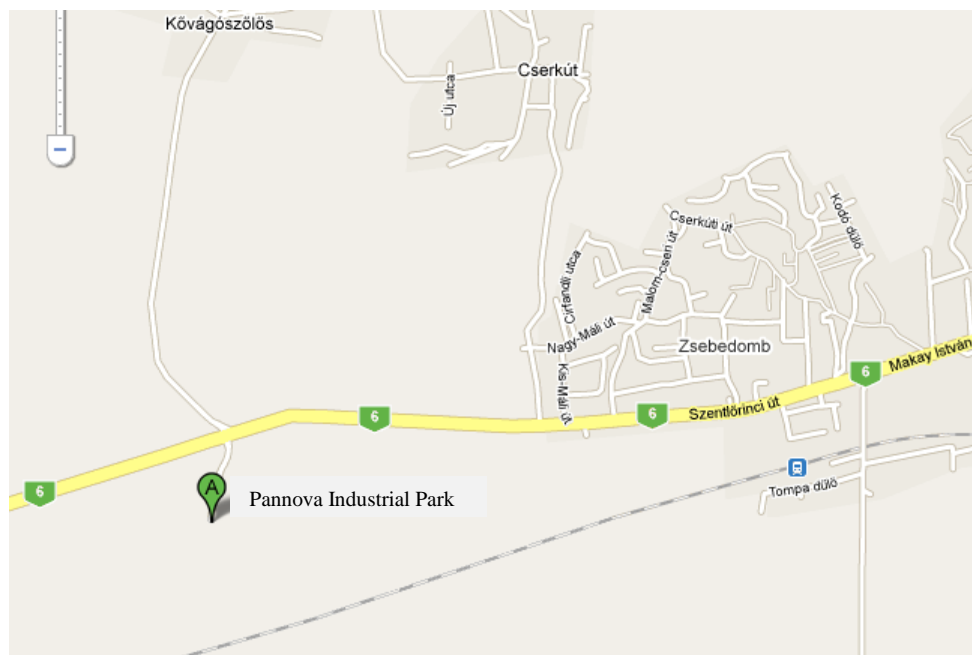 Kővágószőlős
Cserkút
Új utca
Kodó dűlő
Cserkúti út
Cirfandli utca
Malom-cseri út
Nagy-Máli út
Zsebedomb
Kis-Máli út
Makay István
6
6
6
Szentlőrinci út
6
A
Pannova Industrial Park
Tompa dűlő